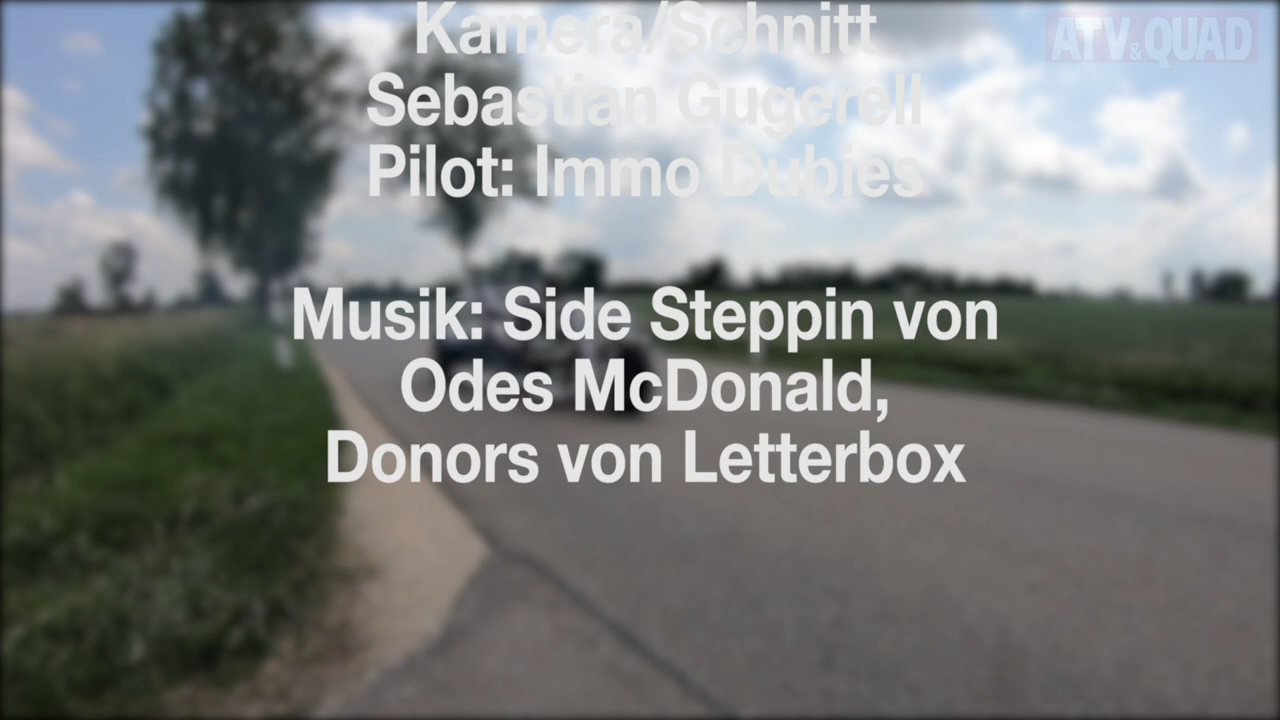 Kamera/Schnitt
ATV&QUAD
Sebastian Gugerell
Pilot: Immo Dubies
Musik: Side Steppin von
Odes McDonald,
Donors von Letterbox